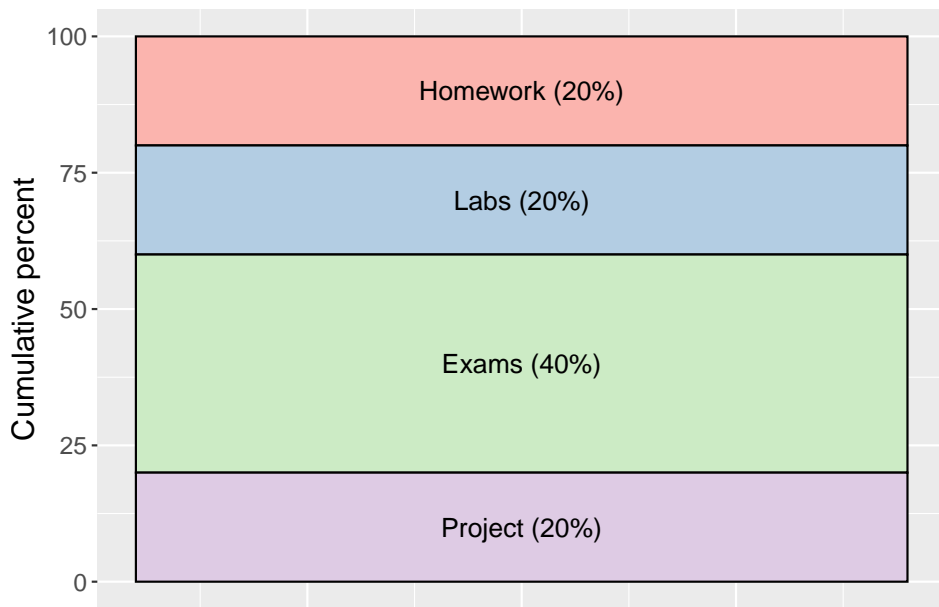 100
Homework (20%)
75
Labs (20%)
50
Exams (40%)
25
Project (20%)
0
Cumulative percent